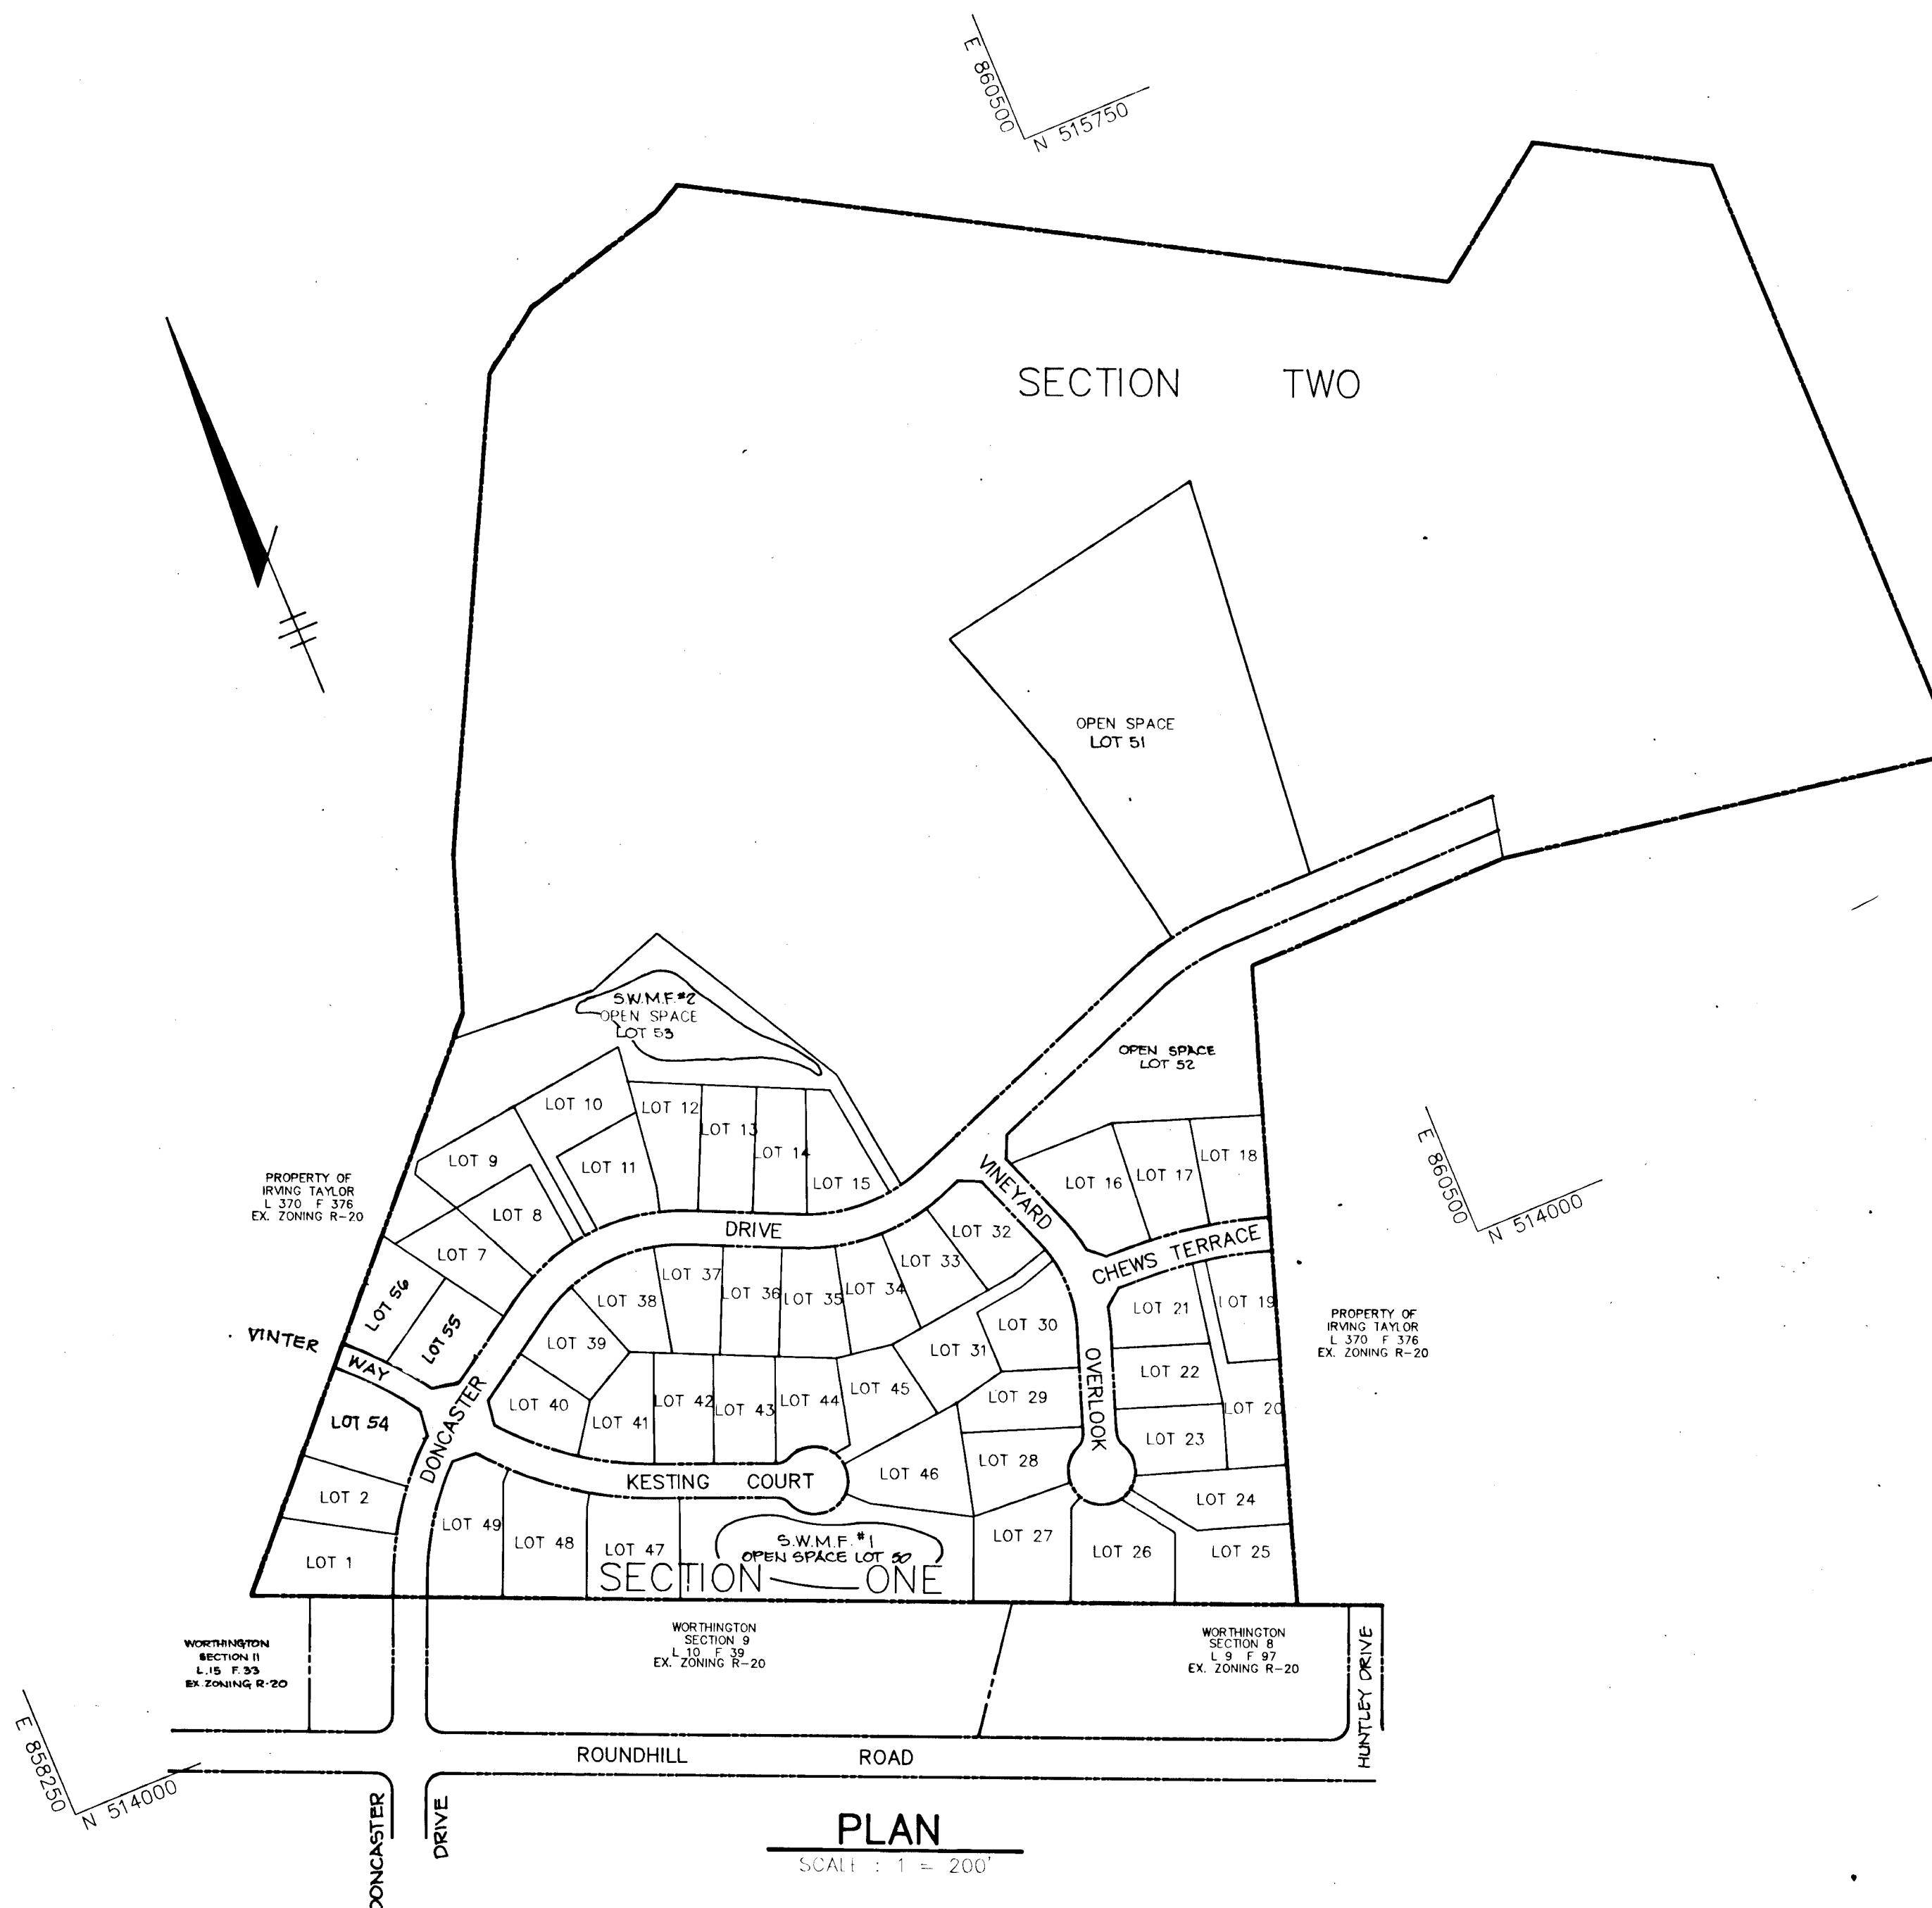 E 860500
N 515750
SECTION TWO
OPEN SPACE
LOT 51
S.W.M.F. #2
OPEN SPACE
LOT 53
OPEN SPACE
LOT 52
LOT 10
LOT 12
LOT 13
LOT 14
LOT 15
LOT 9
LOT 11
LOT 8
LOT 7
LOT 16
LOT 17
LOT 18
PROPERTY OF
IRVING TAYLOR
L 370 F 376
EX. ZONING R-20
E 860500
N 514000
VINEYARD
DRIVE
CHEWS TERRACE
LOT 32
LOT 33
LOT 34
LOT 35
LOT 36
LOT 37
LOT 38
LOT 39
LOT 56
LOT 55
VINTER
WAY
LOT 30
LOT 31
LOT 21
LOT 19
PROPERTY OF
IRVING TAYLOR
L 370 F 376
EX. ZONING R-20
OVERLOOK
LOT 22
LOT 29
LOT 45
LOT 44
LOT 43
LOT 42
LOT 41
LOT 40
DONCASTER
LOT 54
LOT 20
LOT 23
LOT 28
LOT 46
KESTING COURT
LOT 2
LOT 24
LOT 49
LOT 48
LOT 47
S.W.M.F. #1
OPEN SPACE LOT 50
LOT 27
LOT 26
LOT 25
LOT 1
SECTION ONE
WORTHINGTON
SECTION 11
L.15 F.33
EX. ZONING R-20
WORTHINGTON
SECTION 9
L 10 F 39
EX. ZONING R-20
WORTHINGTON
SECTION 8
L 9 F 97
EX. ZONING R-20
HUNTLEY DRIVE
ROUNDHILL ROAD
E 858250
N 514000
DONCASTER
DRIVE
PLAN
SCALE : 1 = 200'